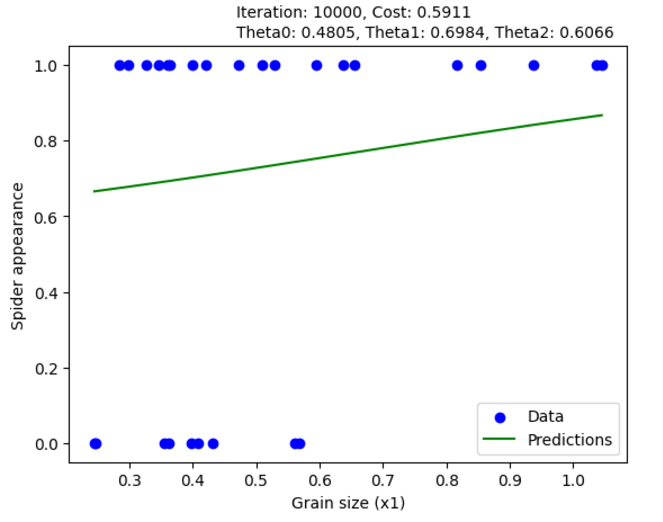 Iteration: 10000, Cost: 0.5911
Theta0: 0.4805, Theta1: 0.6984, Theta2: 0.6066
1.0
0.8
0.6
0.4
0.2
0.0
Spider appearance
Data
Predictions
0.3 0.4 0.5 0.6 0.7 0.8 0.9 1.0
Grain size (x1)